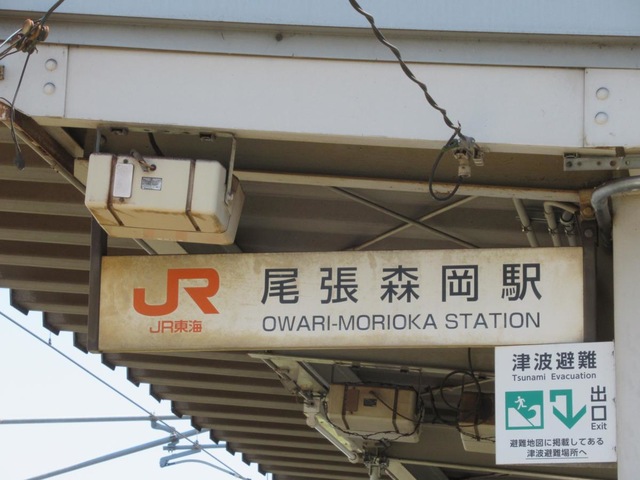 JR
JR東海
尾張森岡駅
OWARI-MORIOKA STATION
津波避難
Tsunami Evacuation
出口
Exit
避難地図に掲載してある
津波避難場所へ